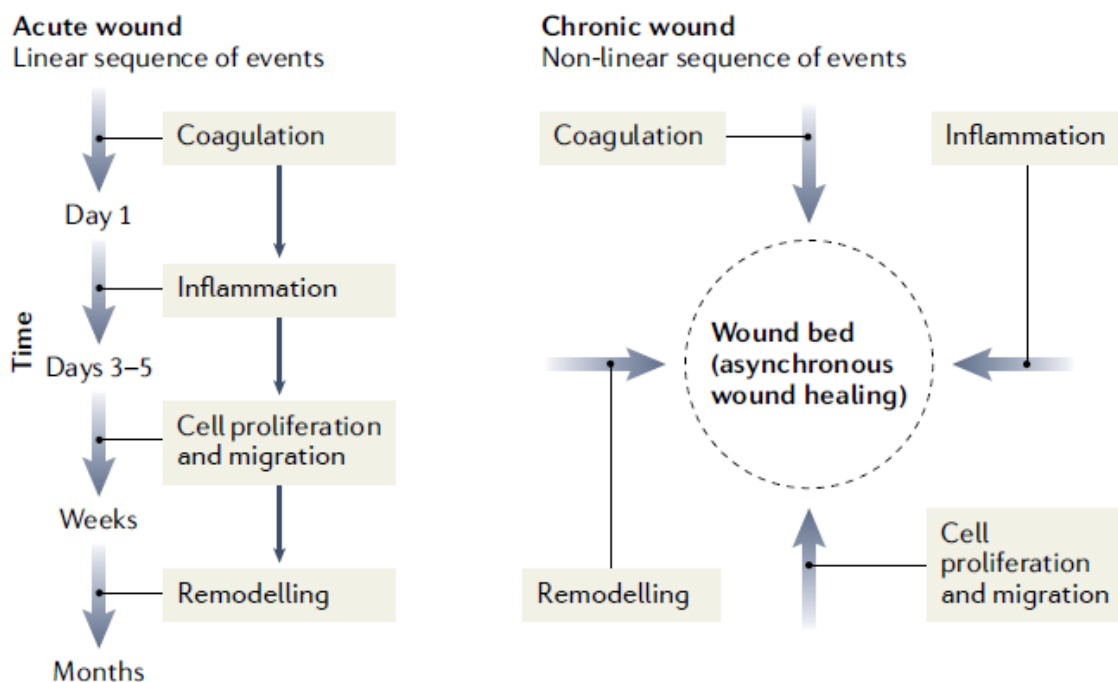 Acute wound
Linear sequence of events
Coagulation
Day 1
Inflammation
Time
Days 3–5
Cell proliferation
and migration
Weeks
Remodelling
Months
Chronic wound
Non-linear sequence of events
Coagulation
Inflammation
Wound bed
(asynchronous
wound healing)
Remodelling
Cell
proliferation
and migration